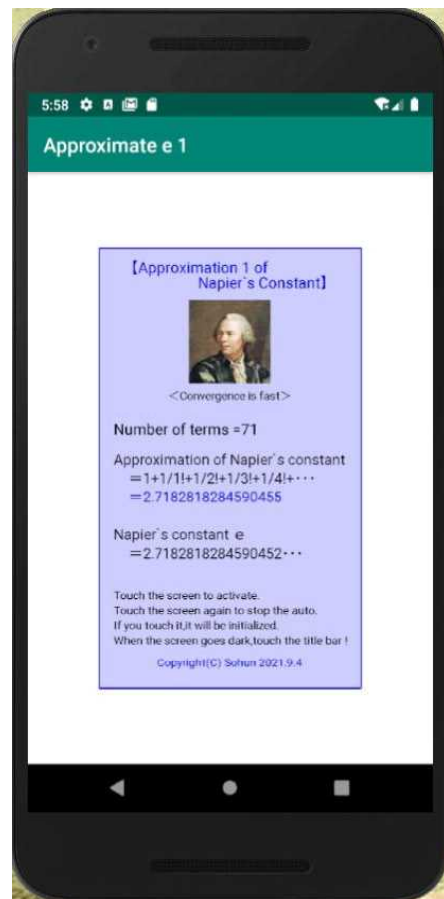 5:58
Approximate e 1
【Approximation 1 of
Napier`s Constant】
＜Convergence is fast＞
Number of terms =71
Approximation of Napier`s constant
＝1+1/1!+1/2!+1/3!+1/4!+･･･
＝2.7182818284590455
Napier`s constant ｅ
＝2.7182818284590452･･･
Touch the screen to activate.
Touch the screen again to stop the auto.
If you touch it,it will be initialized.
When the screen goes dark,touch the title bar !
Copyright(C) Sohun 2021.9.4